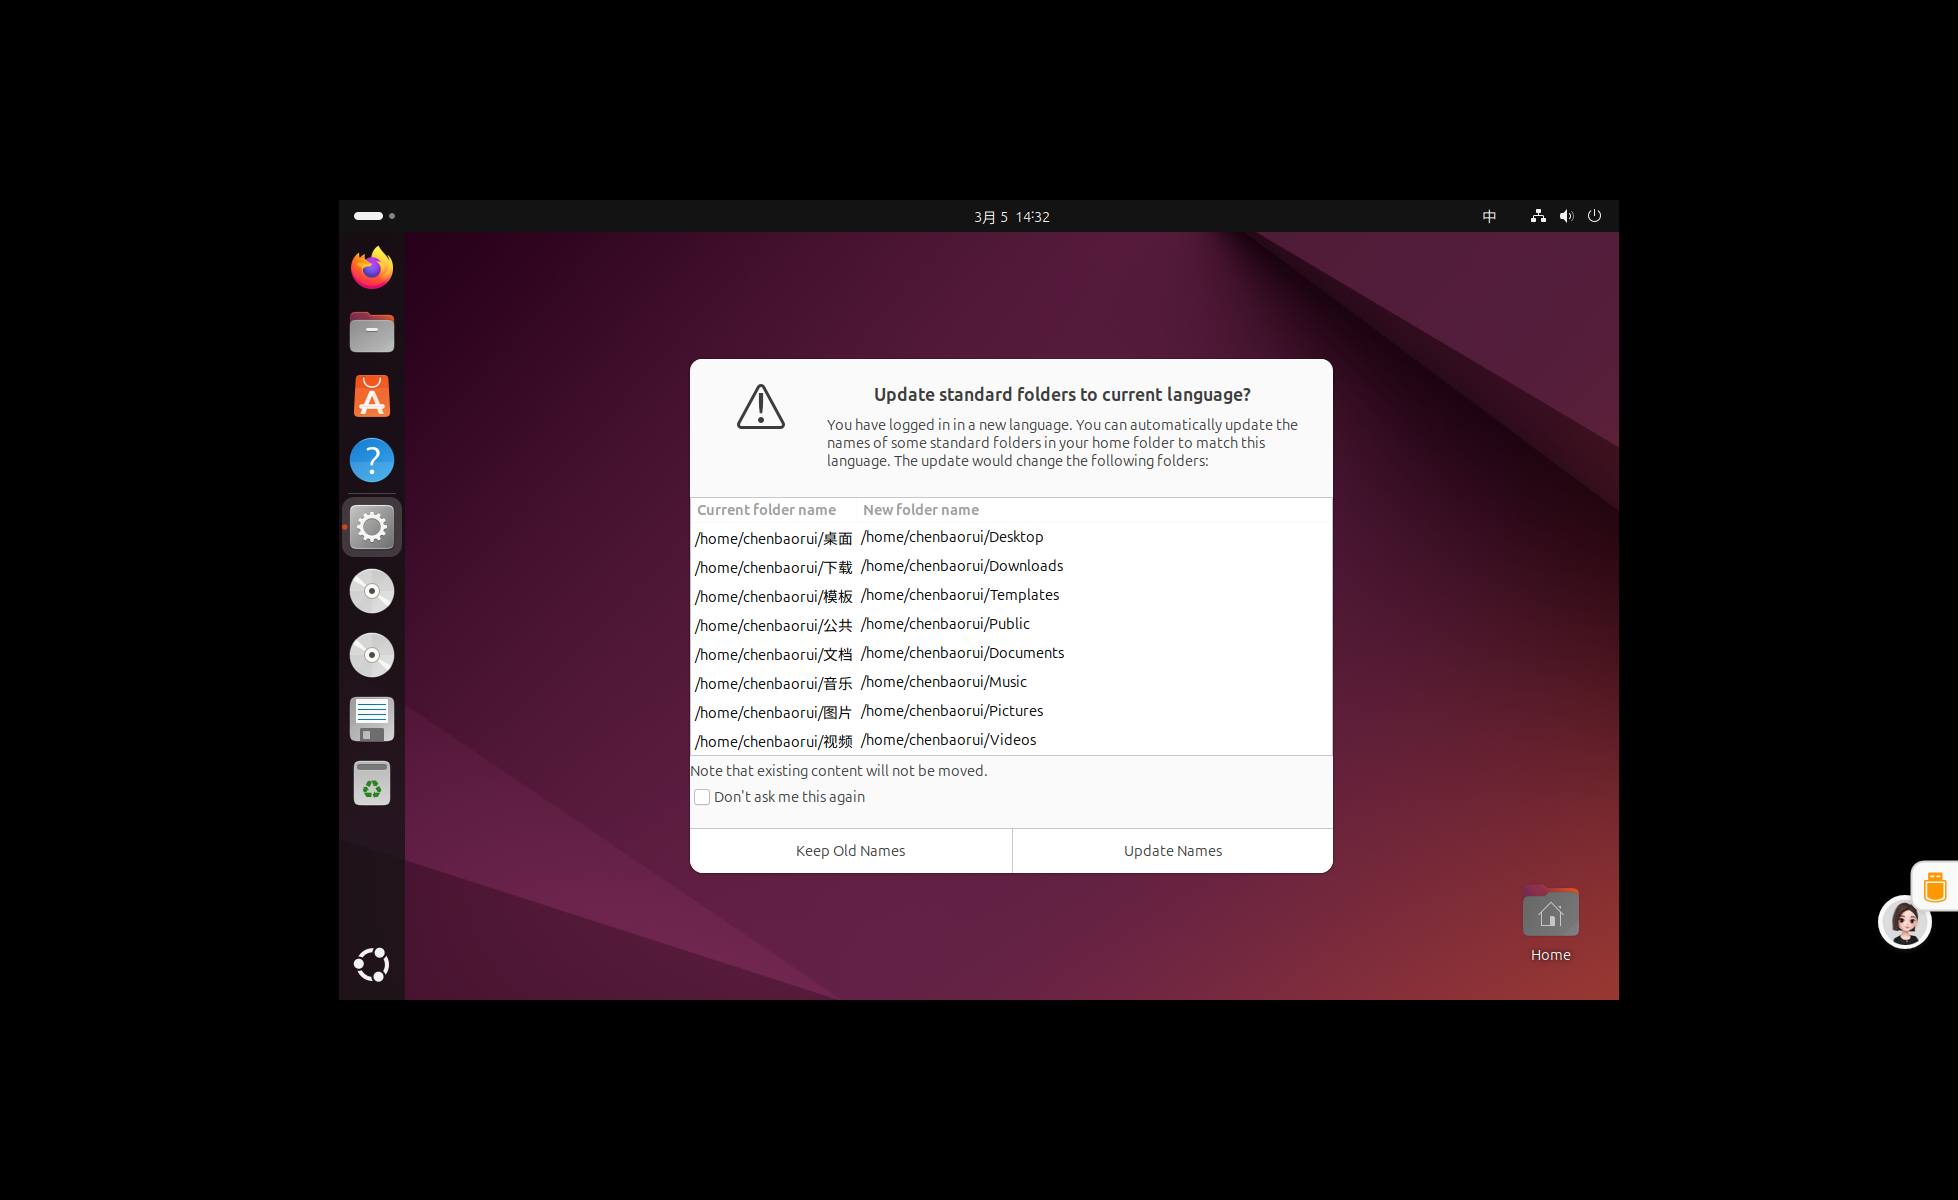 3月 5 14:32
中
Update standard folders to current language?
You have logged in in a new language. You can automatically update the
names of some standard folders in your home folder to match this
language. The update would change the following folders:
Current folder name New folder name
/home/chenbaorui/桌面 /home/chenbaorui/Desktop
/home/chenbaorui/下载 /home/chenbaorui/Downloads
/home/chenbaorui/模板 /home/chenbaorui/Templates
/home/chenbaorui/公共 /home/chenbaorui/Public
/home/chenbaorui/文档 /home/chenbaorui/Documents
/home/chenbaorui/音乐 /home/chenbaorui/Music
/home/chenbaorui/图片 /home/chenbaorui/Pictures
/home/chenbaorui/视频 /home/chenbaorui/Videos
Note that existing content will not be moved.
Don't ask me this again
Keep Old Names Update Names
Home